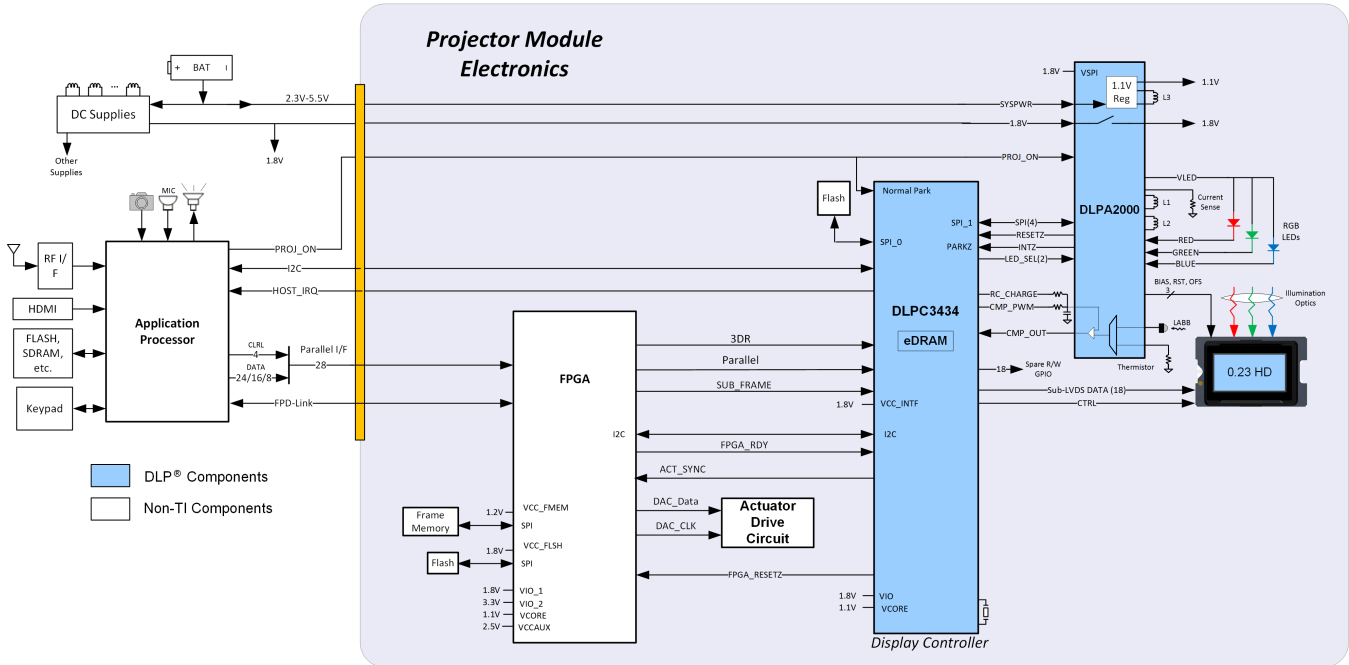 Projector Module
Electronics
+ BAT I
DC Supplies
...
2.3V-5.5V
1.8V
Other
Supplies
MIC
RF I/
F
HDMI
FLASH,
SDRAM,
etc.
Keypad
Application
Processor
PROJ_ON
I2C
HOST_IRQ
CLRL
4
DATA
24/16/8
Parallel I/F
28
FPD-Link
DLP® Components
Non-TI Components
SYSPWR
1.8V
PROJ_ON
Flash
Normal Park
SPI_0
SPI_1
PARKZ
SPI(4)
RESETZ
INTZ
LED_SEL(2)
DLPC3434
eDRAM
RC_CHARGE
CMP_PWM
CMP_OUT
18
Spare R/W
GPIO
Sub-LVDS DATA (18)
CTRL
1.8V
VSPI
1.1V
Reg
L3
1.1V
1.8V
DLPA2000
VLED
L1
L2
Current
Sense
RED
GREEN
BLUE
RGB
LEDs
BIAS, RST, OFS
3
LABB
Thermistor
Illumination
Optics
0.23 HD
FPGA
I2C
3DR
Parallel
SUB_FRAME
1.8V
VCC_INTF
I2C
FPGA_RDY
ACT_SYNC
DAC_Data
DAC_CLK
Actuator
Drive
Circuit
FPGA_RESETZ
Frame
Memory
1.2V
VCC_FMEM
SPI
Flash
1.8V
VCC_FLSH
SPI
1.8V
VIO_1
3.3V
VIO_2
1.1V
VCORE
2.5V
VCCAUX
1.8V
VIO
1.1V
VCORE
Display Controller